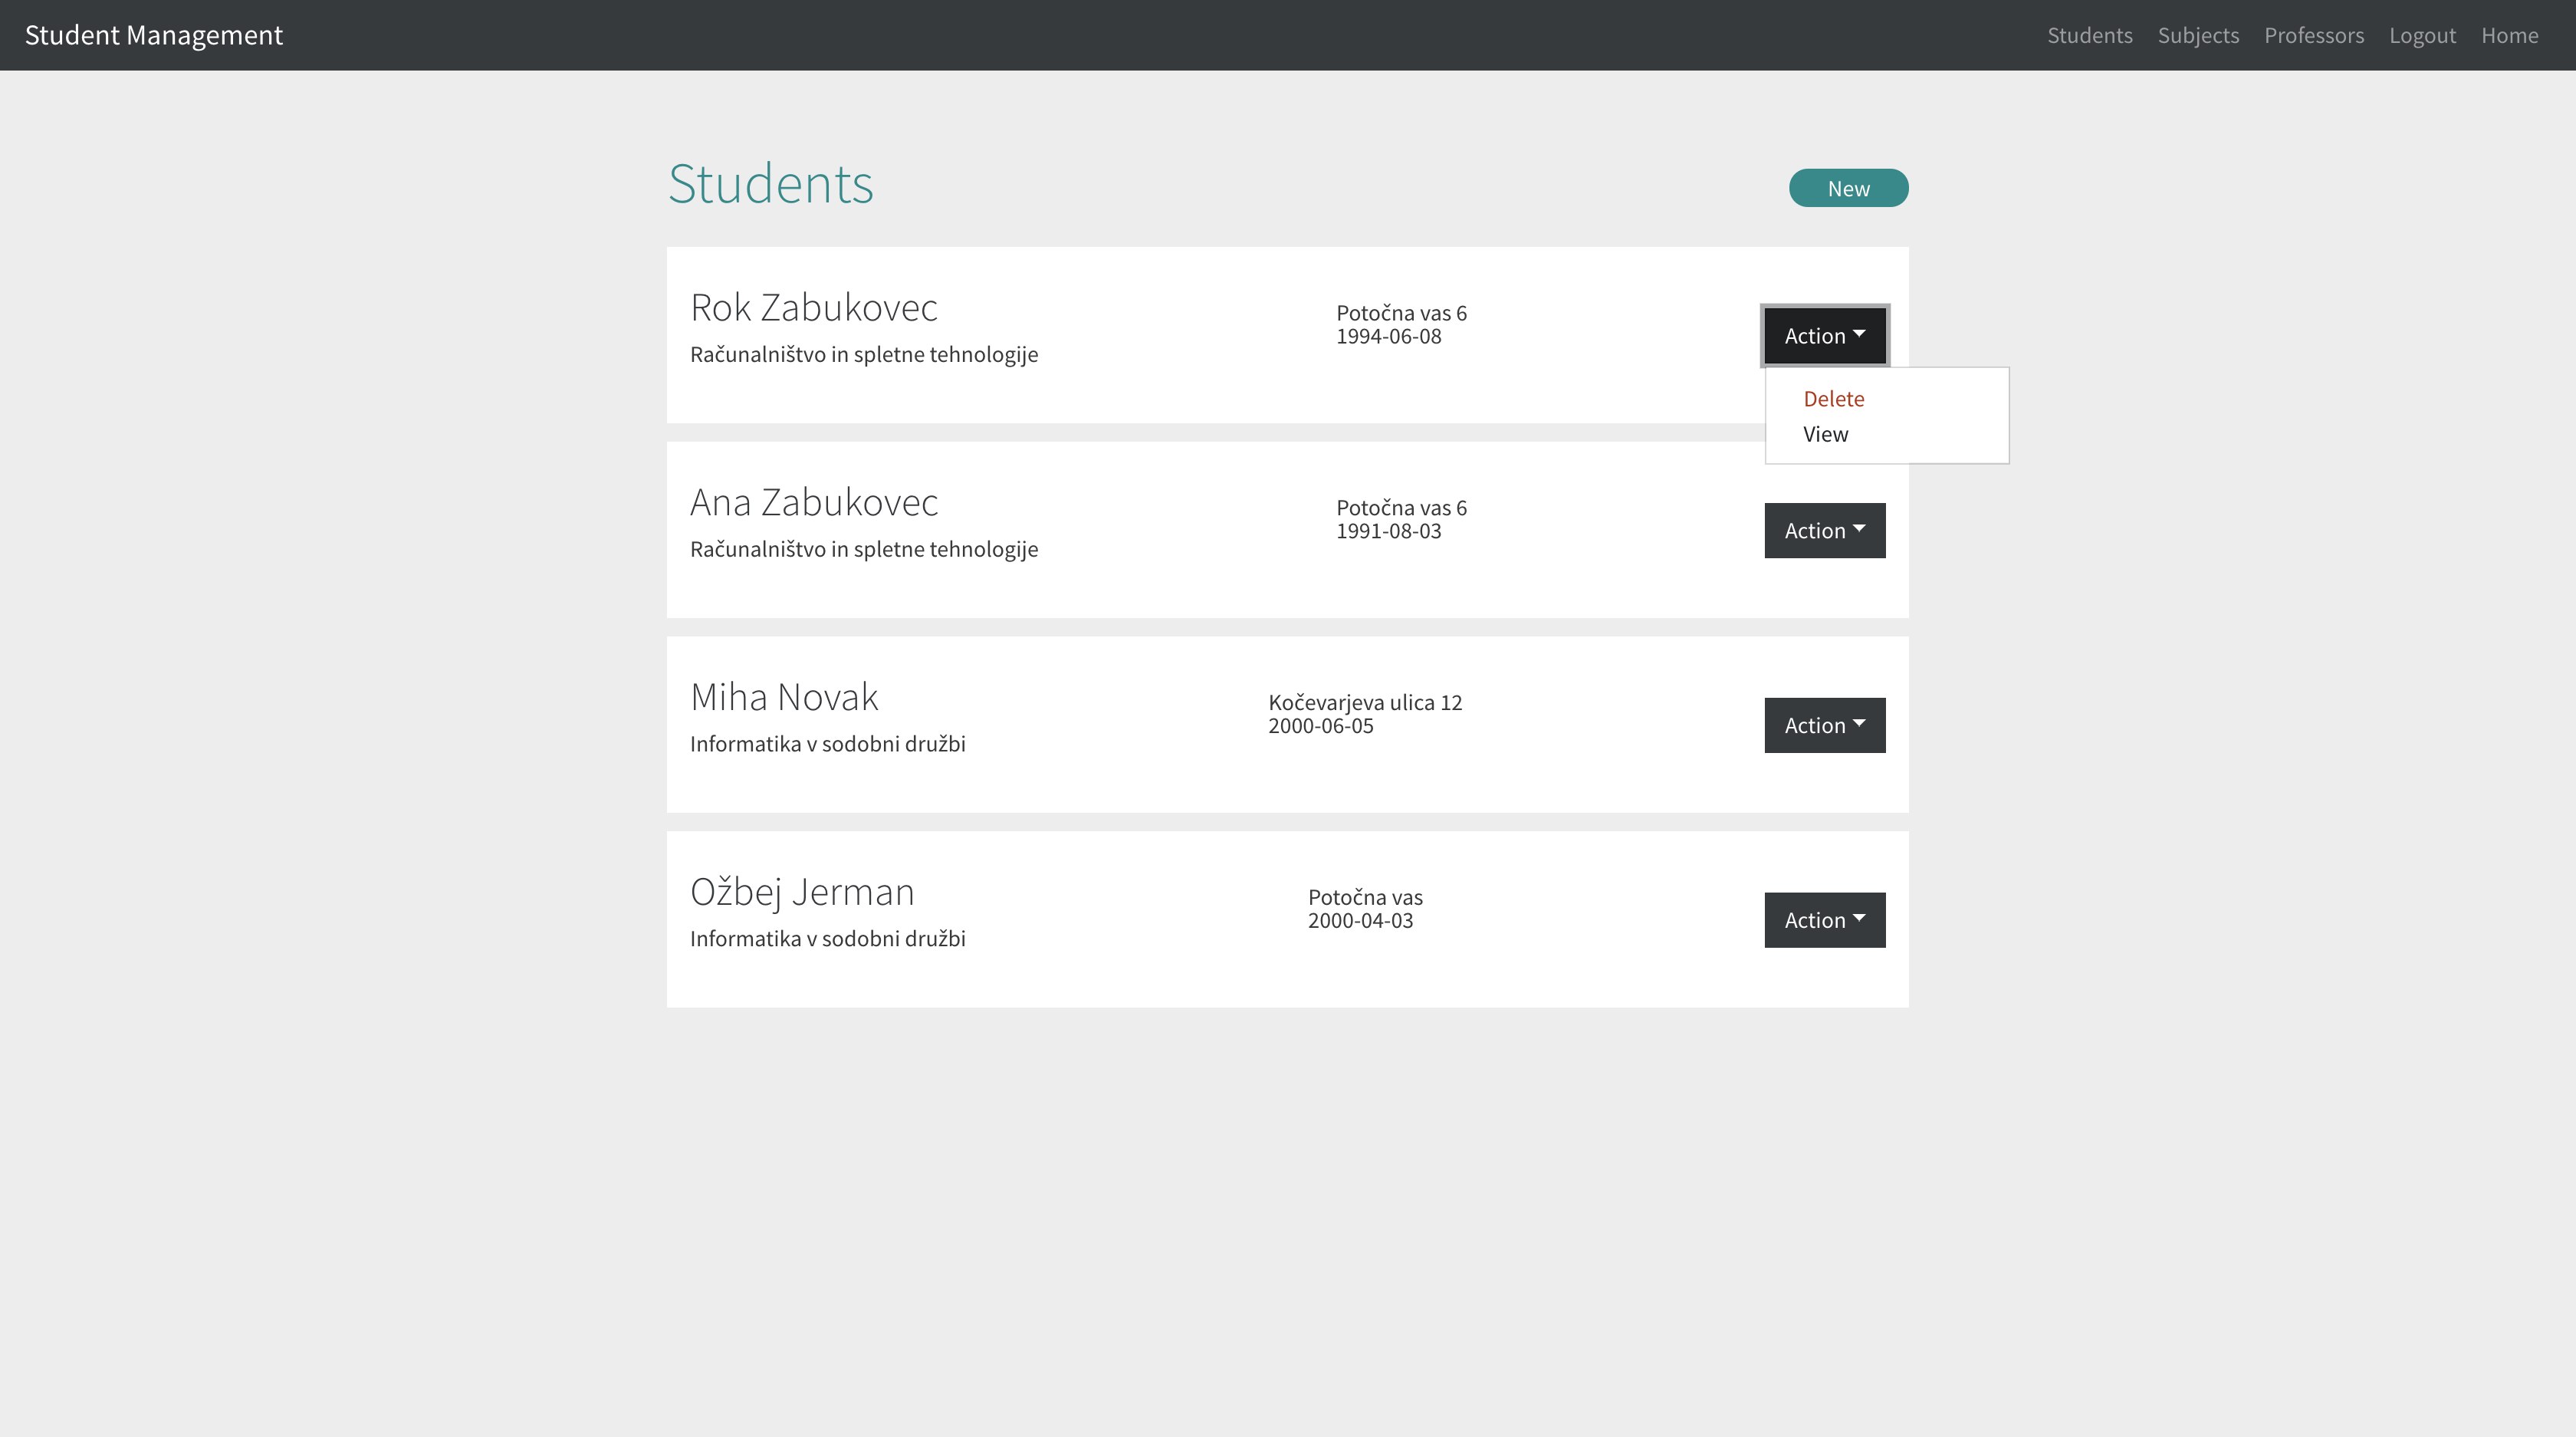 Student Management
Students Subjects Professors Logout Home
Students
New
Rok Zabukovec
Računalništvo in spletne tehnologije
Potočna vas 6
1994-06-08
Action
Delete
View
Ana Zabukovec
Računalništvo in spletne tehnologije
Potočna vas 6
1991-08-03
Action
Miha Novak
Informatika v sodobni družbi
Kočevarjeva ulica 12
2000-06-05
Action
Ožbej Jerman
Informatika v sodobni družbi
Potočna vas
2000-04-03
Action